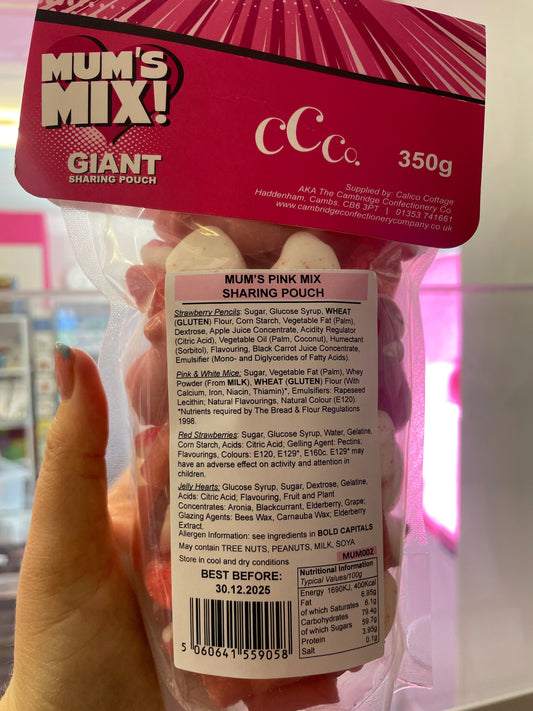 MUM'S
MIX!
GIANT
SHARING POUCH
CCCo.
350g
Supplied by: Calico Cottage
AKA The Cambridge Confectionery Co
Haddenham, Cambs, CB6 3PT | 01353 741661
www.cambridgeconfectionerycompany.co.uk
MUM'S PINK MIX
SHARING POUCH
Strawberry Pencils: Sugar, Glucose Syrup, WHEAT
(GLUTEN) Flour, Corn Starch, Vegetable Fat (Palm),
Dextrose, Apple Juice Concentrate, Acidity Regulator
(Citric Acid), Vegetable Oil (Palm, Coconut), Humectant
(Sorbitol), Flavouring, Black Carrot Juice Concentrate,
Emulsifier (Mono- and Diglycerides of Fatty Acids).
Pink & White Mice: Sugar, Vegetable Fat (Palm), Whey
Powder (From MILK), WHEAT (GLUTEN) Flour (With
Calcium, Iron, Niacin, Thiamin)*, Emulsifiers: Rapeseed
Lecithin; Natural Flavourings, Natural Colour (E120).
*Nutrients required by The Bread & Flour Regulations
1998.
Red Strawberries: Sugar, Glucose Syrup, Water, Gelatine,
Corn Starch, Acids: Citric Acid; Gelling Agent: Pectins;
Flavourings, Colours: E120, E129*, E160c. E129* may
have an adverse effect on activity and attention in
children.
Jelly Hearts: Glucose Syrup, Sugar, Dextrose, Gelatine,
Acids: Citric Acid; Flavouring, Fruit and Plant
Concentrates: Aronia, Blackcurrant, Elderberry, Grape;
Glazing Agents: Bees Wax, Carnauba Wax; Elderberry
Extract.
Allergen Information: see ingredients in BOLD CAPITALS
May contain TREE NUTS, PEANUTS, MILK, SOYA
Store in cool and dry conditions
MUM002
BEST BEFORE:
30.12.2025
5 060641 559058
Nutritional Information
Typical Values/100g
Energy 1690KJ, 400Kcal
Fat 6.95g
of which Saturates 6.1g
Carbohydrates 79.4g
of which Sugars 59.7g
Protein 3.95g
Salt 0.1g